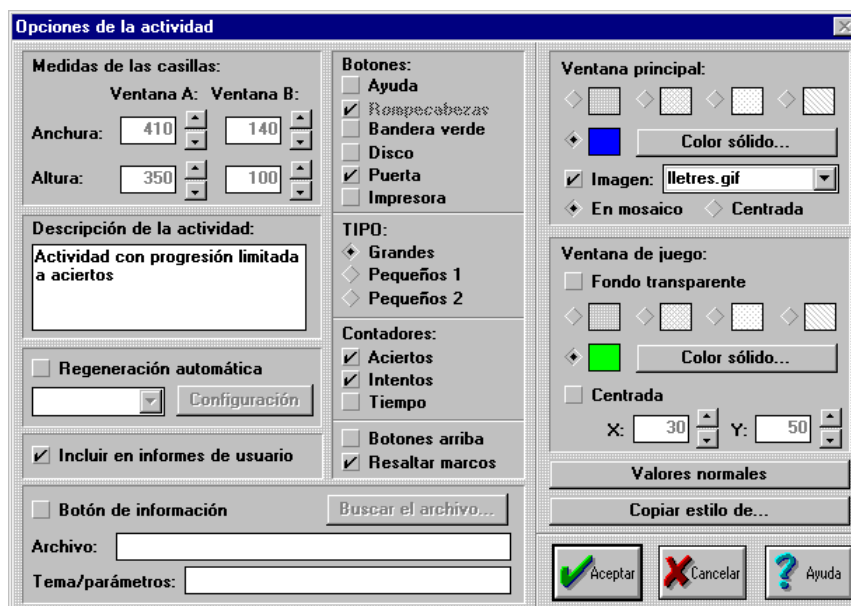 Opciones de la actividad
Medidas de las casillas:
Ventana A: Ventana B:
Anchura: 410 140
Altura: 350 100
Descripción de la actividad:
Actividad con progresión limitada
a aciertos
Regeneración automática
Configuración
Incluir en informes de usuario
Botones:
Ayuda
Rompecabezas
Bandera verde
Disco
Puerta
Impresora
TIPO:
Grandes
Pequeños 1
Pequeños 2
Contadores:
Aciertos
Intentos
Tiempo
Botones arriba
Resaltar marcos
Botón de información
Buscar el archivo...
Archivo:
Tema/parámetros:
Ventana principal:
Color sólido...
Imagen: lletres.gif
En mosaico Centrada
Ventana de juego:
Fondo transparente
Color sólido...
Centrada
X: 30 Y: 50
Valores normales
Copiar estilo de...
Aceptar Cancelar Ayuda